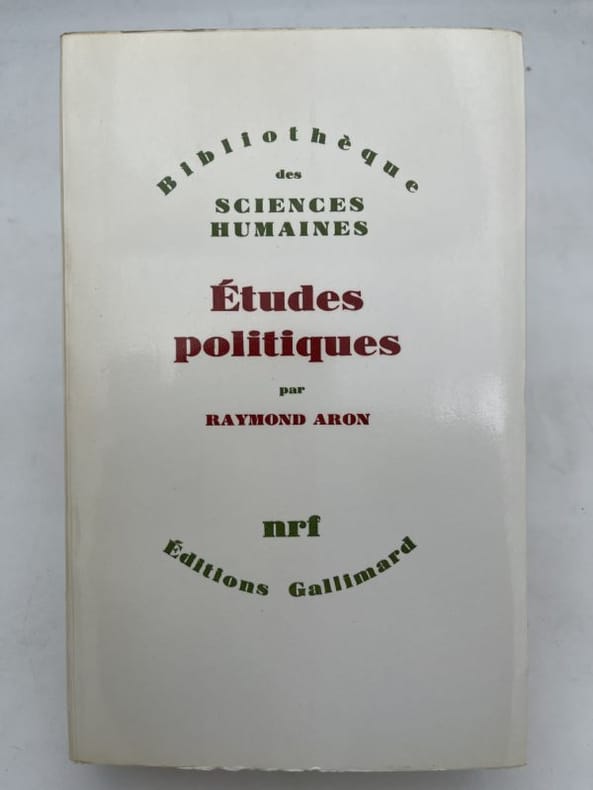 Bibliothèque
des
SCIENCES
HUMAINES
Études
politiques
par
RAYMOND ARON
nrf
Éditions Gallimard